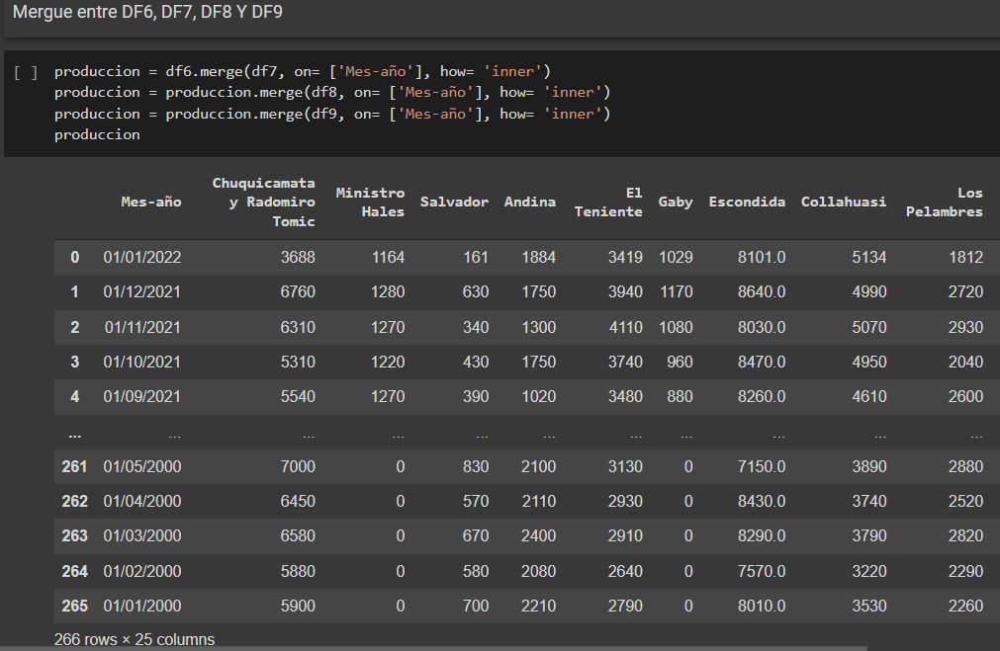 Mergue entre DF6, DF7, DF8 Y DF9
[ ] produccion = df6.merge(df7, on= ['Mes-año'], how= 'inner')
produccion = produccion.merge(df8, on= ['Mes-año'], how= 'inner')
produccion = produccion.merge(df9, on= ['Mes-año'], how= 'inner')
produccion
Mes-año Chuquicamata y Radomiro Tomic Ministro Hales Salvador Andina El Teniente Gaby Escondida Collahuasi Los Pelambres
0 01/01/2022 3688 1164 161 1884 3419 1029 8101.0 5134 1812
1 01/12/2021 6760 1280 630 1750 3940 1170 8640.0 4990 2720
2 01/11/2021 6310 1270 340 1300 4110 1080 8030.0 5070 2930
3 01/10/2021 5310 1220 430 1750 3740 960 8470.0 4950 2040
4 01/09/2021 5540 1270 390 1020 3480 880 8260.0 4610 2600
... ... ... ... ... ... ... ... ... ... ...
261 01/05/2000 7000 0 830 2100 3130 0 7150.0 3890 2880
262 01/04/2000 6450 0 570 2110 2930 0 8430.0 3740 2520
263 01/03/2000 6580 0 670 2400 2910 0 8290.0 3790 2820
264 01/02/2000 5880 0 580 2080 2640 0 7570.0 3220 2290
265 01/01/2000 5900 0 700 2210 2790 0 8010.0 3530 2260
266 rows × 25 columns